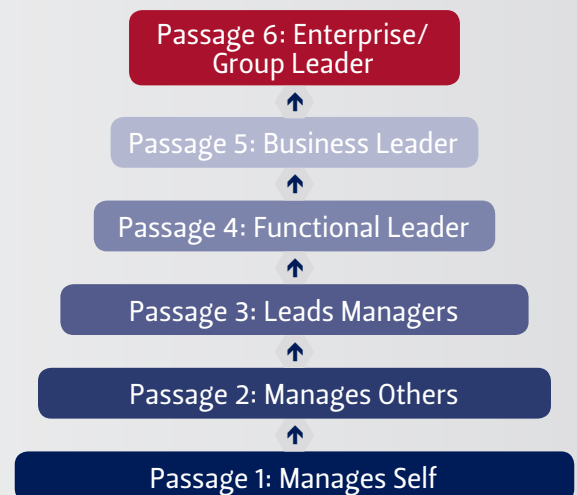 Passage 6: Enterprise/
Group Leader
Passage 5: Business Leader
Passage 4: Functional Leader
Passage 3: Leads Managers
Passage 2: Manages Others
Passage 1: Manages Self